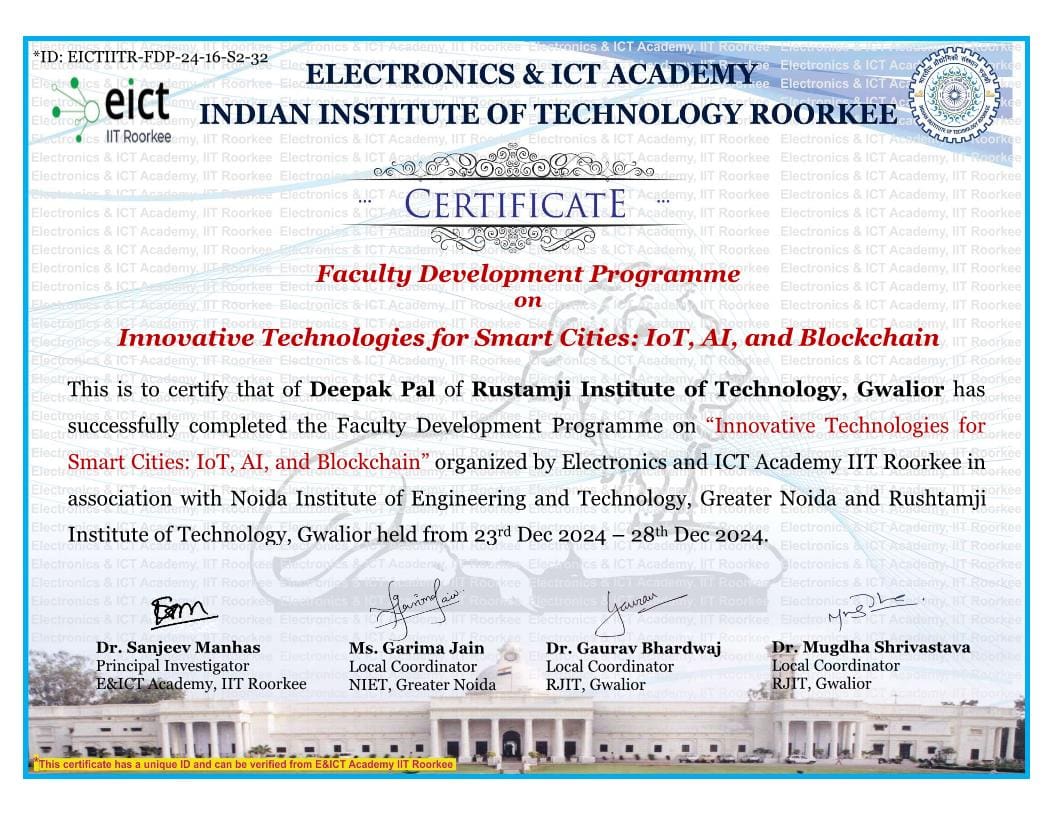 *ID: EICTIITR-FDP-24-16-S2-32
eict
IIT Roorkee
ELECTRONICS & ICT ACADEMY
INDIAN INSTITUTE OF TECHNOLOGY ROORKEE
... CERTIFICATE ...
Faculty Development Programme
on
Innovative Technologies for Smart Cities: IoT, AI, and Blockchain
This is to certify that of Deepak Pal of Rustamji Institute of Technology, Gwalior has
successfully completed the Faculty Development Programme on “Innovative Technologies for
Smart Cities: IoT, AI, and Blockchain” organized by Electronics and ICT Academy IIT Roorkee in
association with Noida Institute of Engineering and Technology, Greater Noida and Rushtamji
Institute of Technology, Gwalior held from 23rd Dec 2024 – 28th Dec 2024.
Dr. Sanjeev Manhas
Principal Investigator
E&ICT Academy, IIT Roorkee
Ms. Garima Jain
Local Coordinator
NIET, Greater Noida
Dr. Gaurav Bhardwaj
Local Coordinator
RJIT, Gwalior
Dr. Mugdha Shrivastava
Local Coordinator
RJIT, Gwalior
*This certificate has a unique ID and can be verified from E&ICT Academy IIT Roorkee